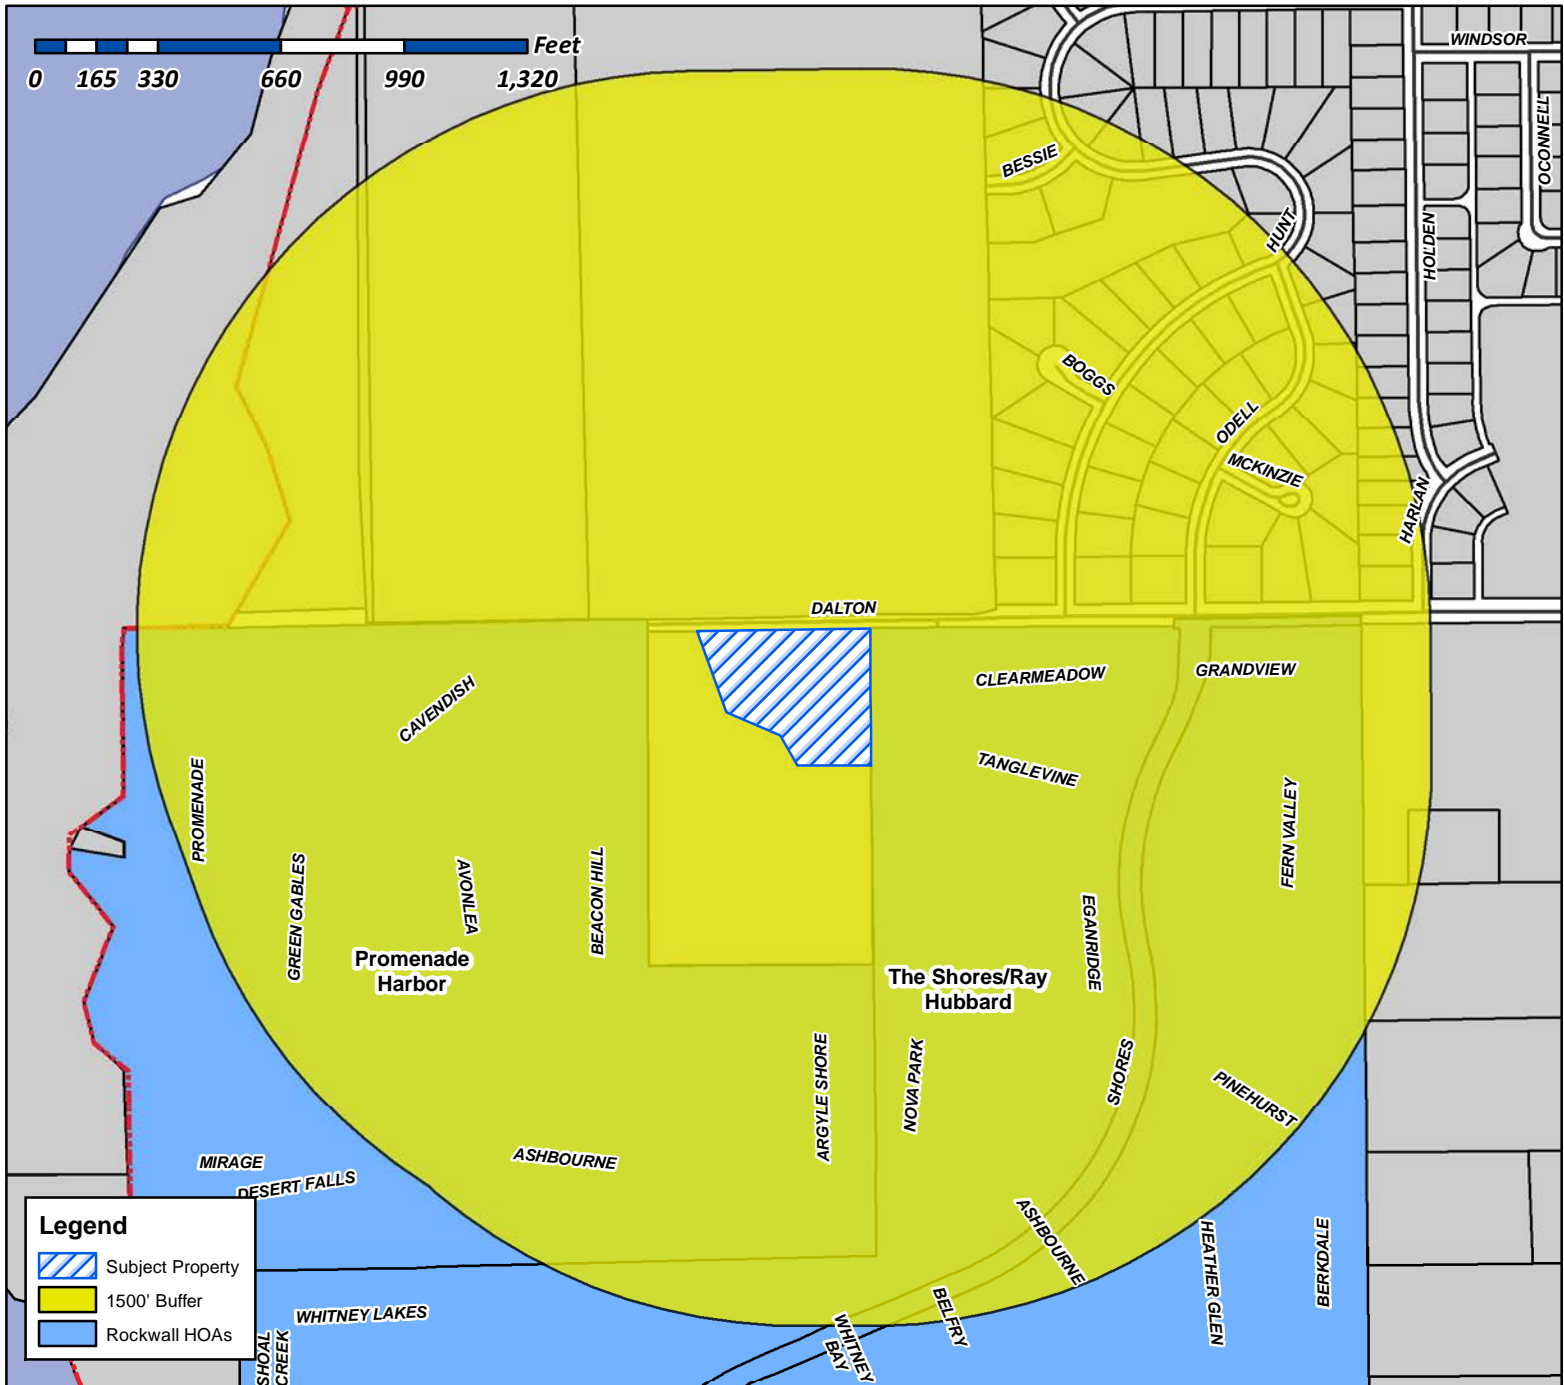 Feet
0 165 330 660 990 1,320
WINDSOR
OCONNELL
BESSIE
HUNT
HOLDEN
BOGGS
ODELL
MCKINZIE
HARLAN
DALTON
CLEARMEADOW
GRANDVIEW
CAVENDISH
TANGLEVINE
PROMENADE
FERN VALLEY
GREEN GABLES
AVONLEA
BEACON HILL
EGANRIDGE
Promenade
Harbor
The Shores/Ray
Hubbard
ARGYLE SHORE
NOVA PARK
SHORES
PINEHURST
MIRAGE
DESERT FALLS
ASHBOURNE
ASHBOURNE
HEATHER GLEN
BERKDALE
BELFRY
WHITNEY
BAY
WHITNEY LAKES
SHOAL
CREEK
Legend
Subject Property
1500' Buffer
Rockwall HOAs